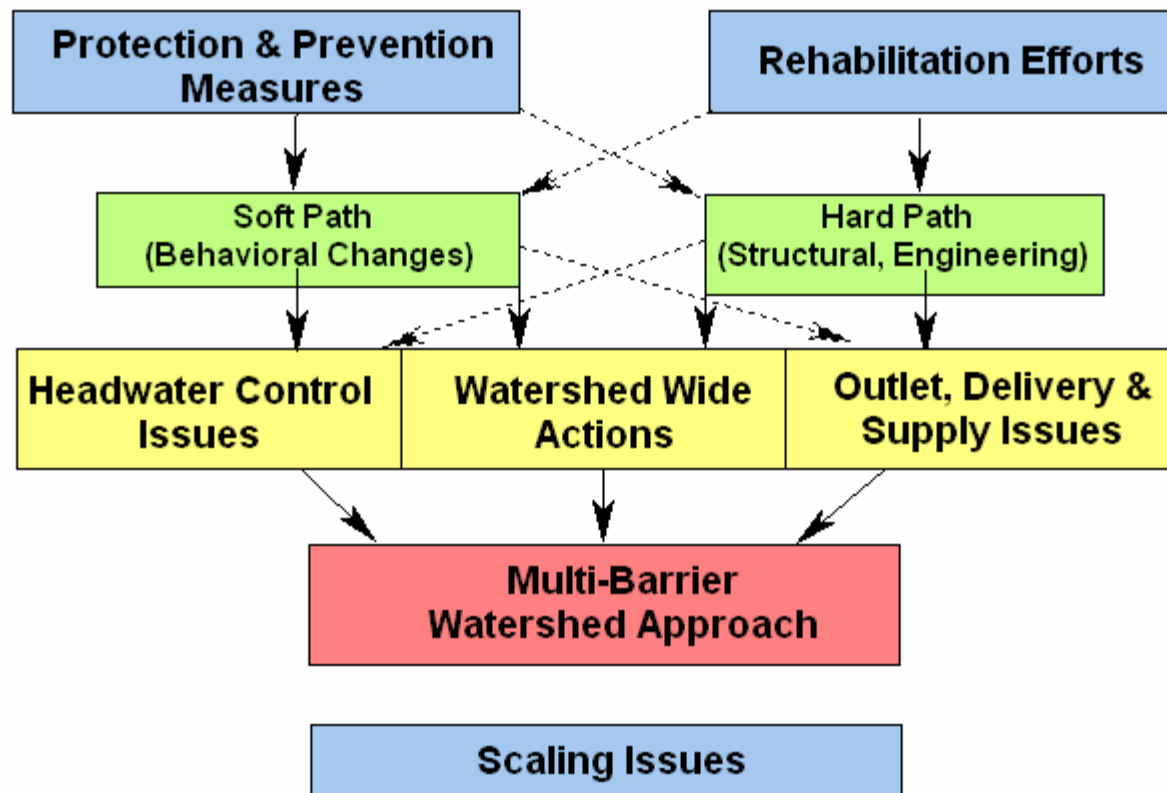 Protection & Prevention
Measures
Rehabilitation Efforts
Soft Path
(Behavioral Changes)
Hard Path
(Structural, Engineering)
Headwater Control
Issues
Watershed Wide
Actions
Outlet, Delivery &
Supply Issues
Multi-Barrier
Watershed Approach
Scaling Issues